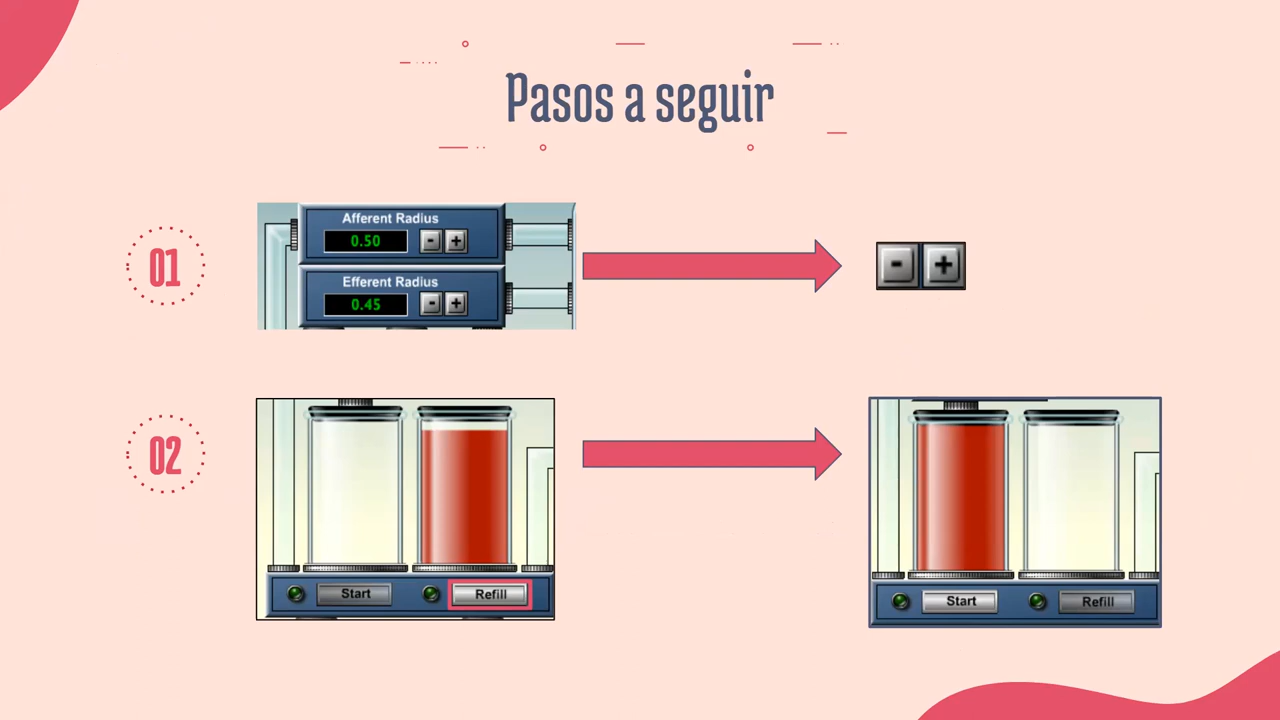 Pasos a seguir
01
Afferent Radius
0.50 - +
Efferent Radius
0.45 - +
- +
02
Start Refill
Start Refill